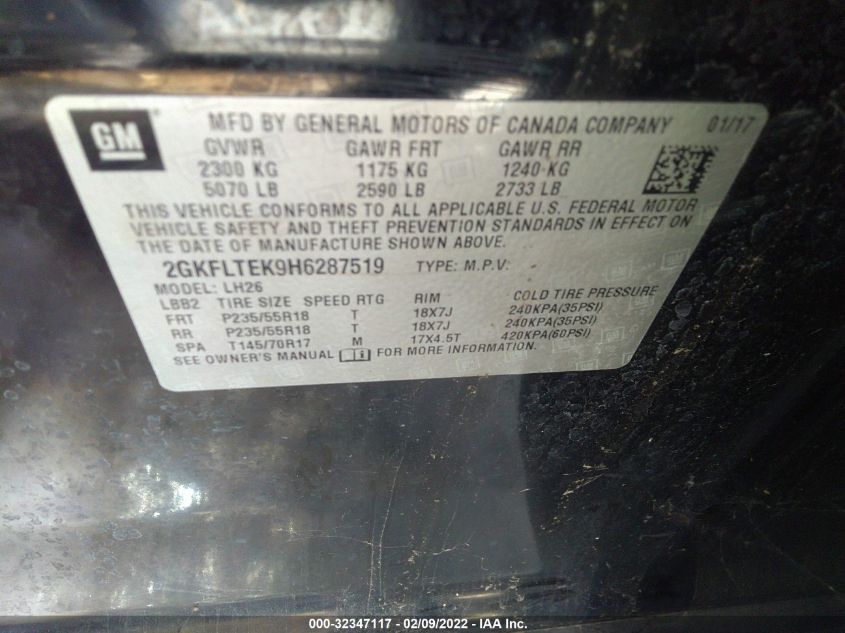 GM
MFD BY GENERAL MOTORS OF CANADA COMPANY 01/17
GVWR GAWR FRT GAWR RR
2300 KG 1175 KG 1240 KG
5070 LB 2590 LB 2733 LB
THIS VEHICLE CONFORMS TO ALL APPLICABLE U.S. FEDERAL MOTOR
VEHICLE SAFETY AND THEFT PREVENTION STANDARDS IN EFFECT ON
THE DATE OF MANUFACTURE SHOWN ABOVE.
2GKFLTEK9H6287519 TYPE: M.P.V.
MODEL: LH26
LBB2 TIRE SIZE SPEED RTG RIM COLD TIRE PRESSURE
FRT P235/55R18 T 18X7J 240KPA(35PSI)
RR P235/55R18 T 18X7J 240KPA(35PSI)
SPA T145/70R17 M 17X4.5T 420KPA(60PSI)
SEE OWNER'S MANUAL FOR MORE INFORMATION.
000-32347117 - 02/09/2022 - IAA Inc.